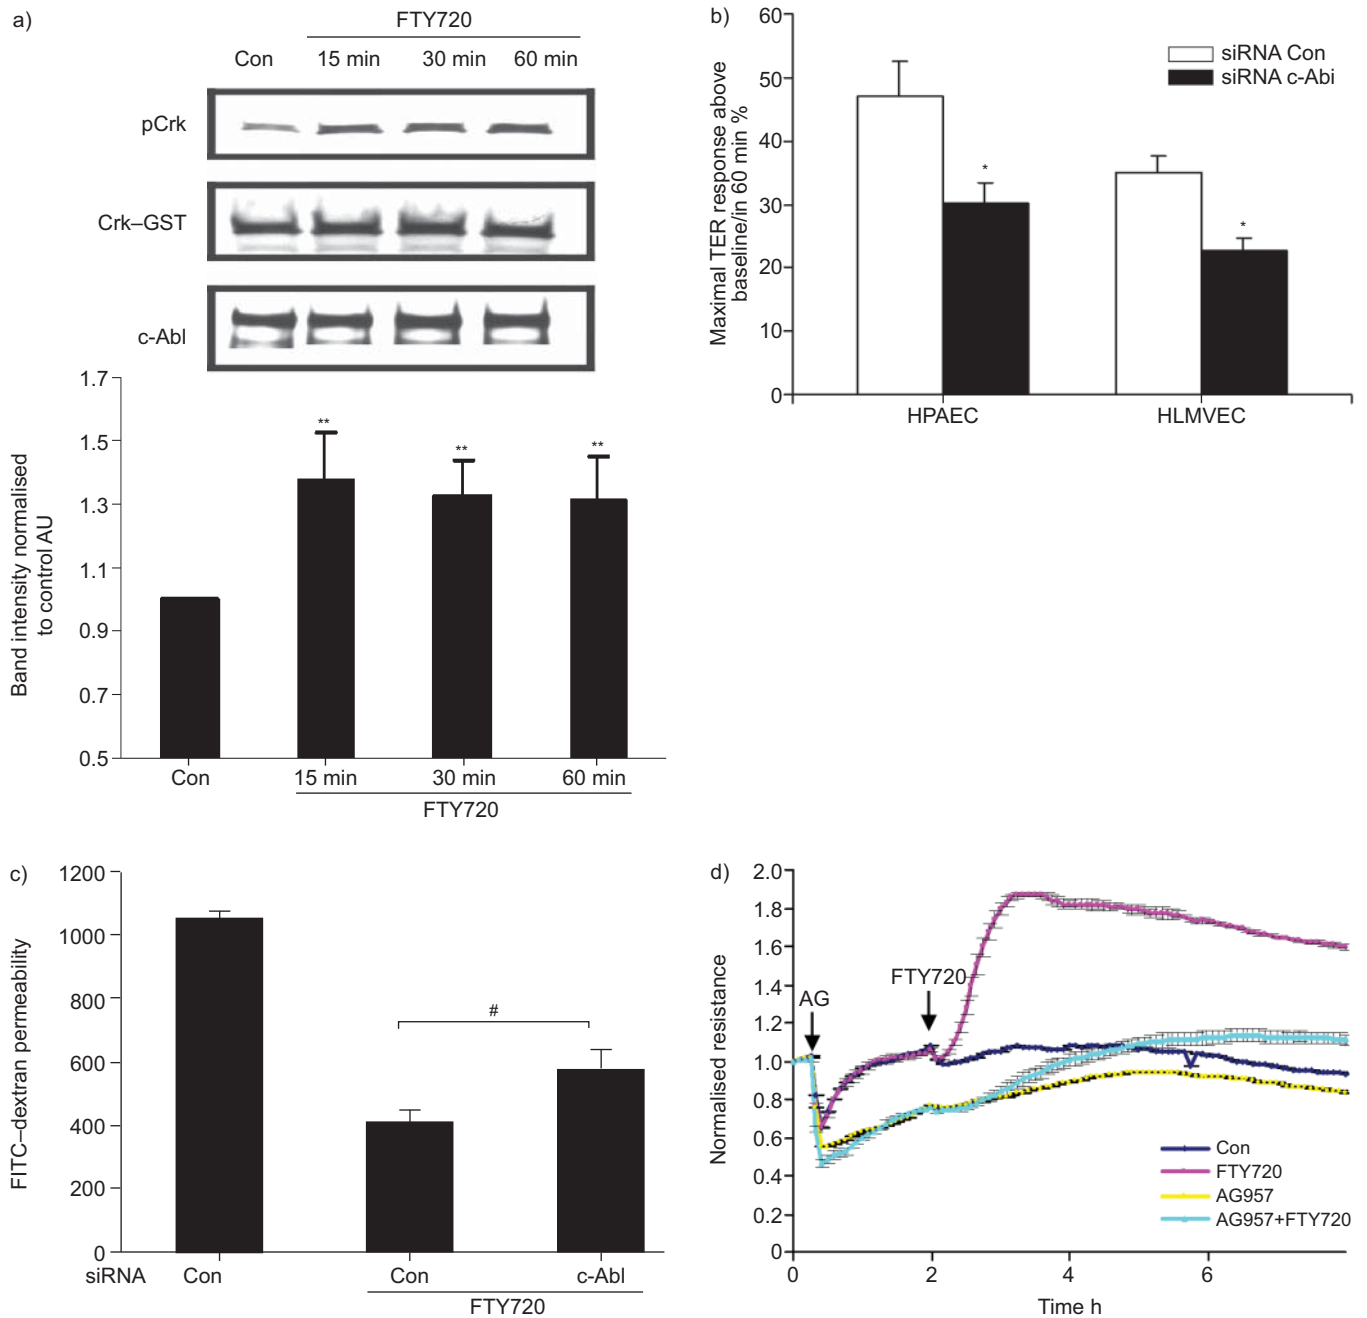 a)
FTY720
Con 15 min 30 min 60 min
pCrk
Crk–GST
c-Abl
1.7
1.5
1.3
1.1
0.9
0.7
0.5
Band intensity normalised
to control AU
** ** **
Con 15 min 30 min 60 min
FTY720
b)
60
50
40
30
20
10
0
Maximal TER response above
baseline/in 60 min %
siRNA Con
siRNA c-Abi
* *
HPAEC HLMVEC
c)
1200
1000
800
600
400
200
0
FITC–dextran permeability
#
siRNA Con Con c-Abl
FTY720
d)
2.0
1.8
1.6
1.4
1.2
1.0
0.8
0.6
0.4
0.2
0
Normalised resistance
AG
FTY720
Con
FTY720
AG957
AG957+FTY720
0 2 4 6
Time h